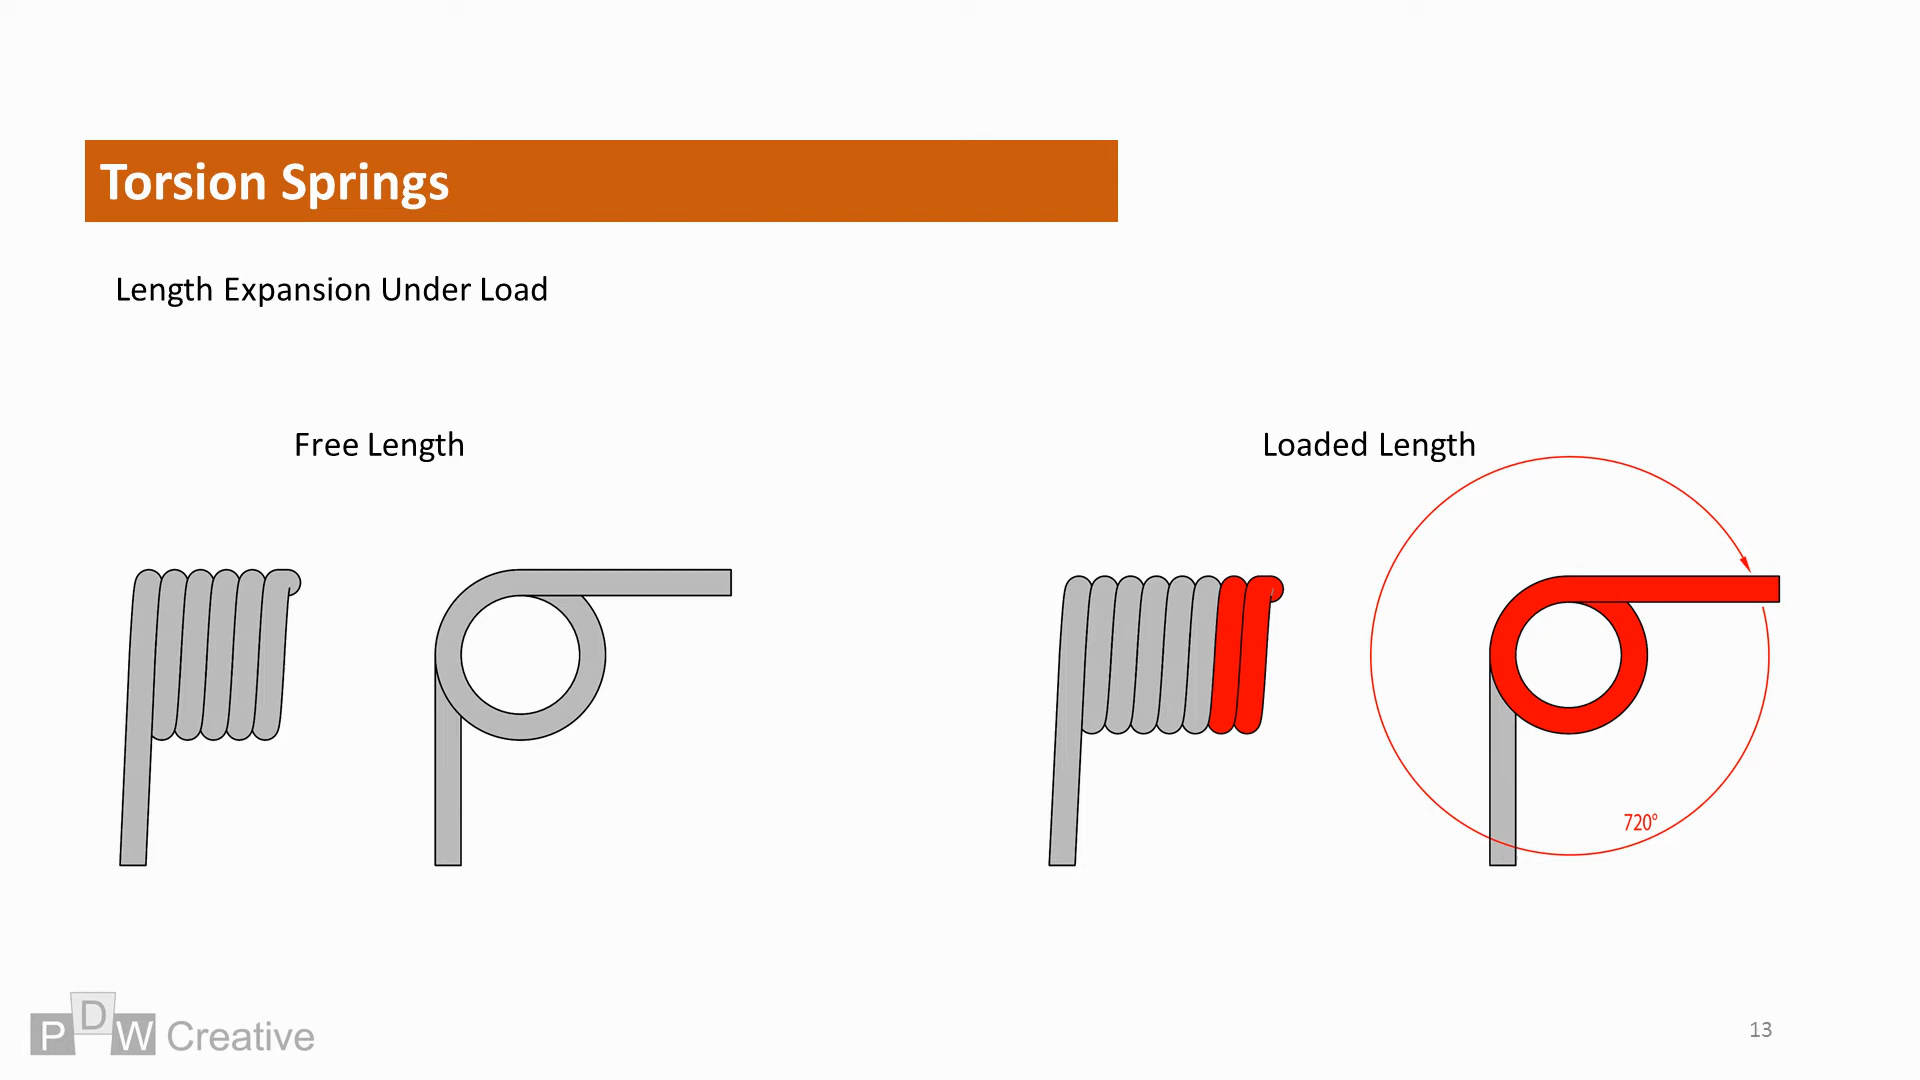 Torsion Springs
Length Expansion Under Load
Free Length
Loaded Length
720°
PDW Creative
13